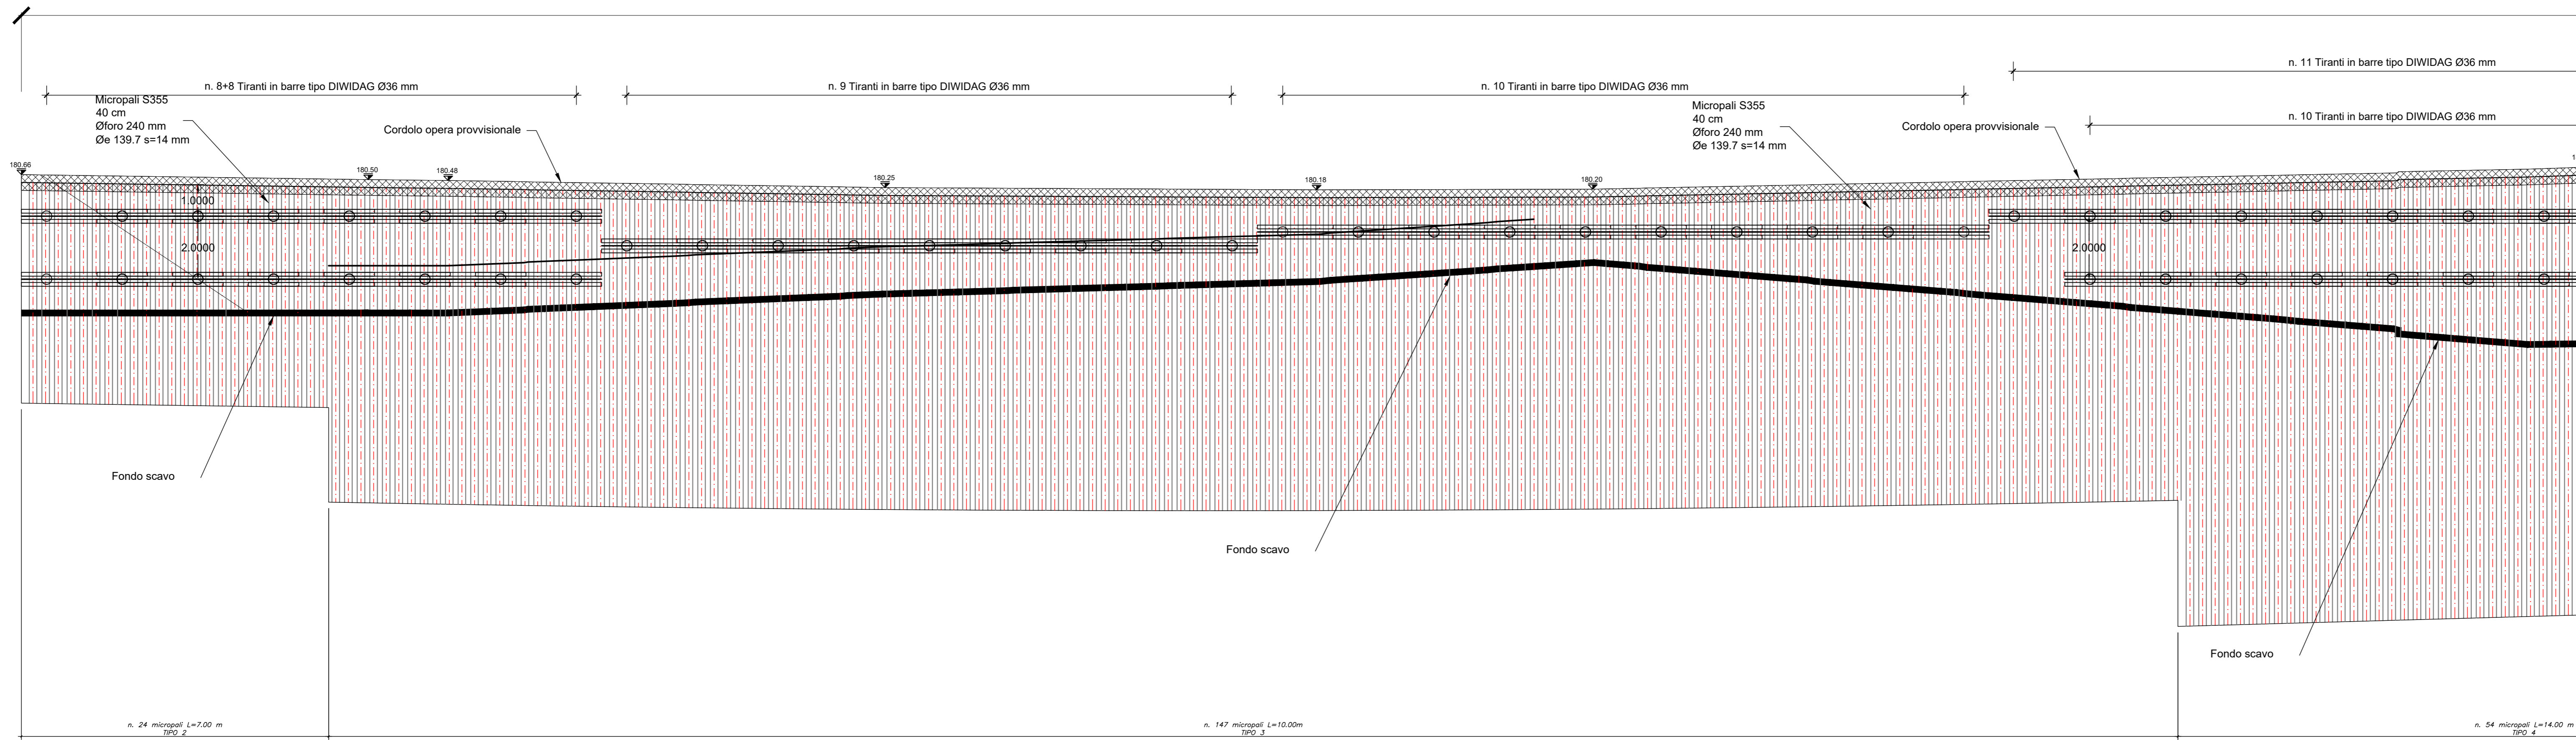 n. 11 Tiranti in barre tipo DIWIDAG Ø36 mm
n. 8+8 Tiranti in barre tipo DIWIDAG Ø36 mm
n. 9 Tiranti in barre tipo DIWIDAG Ø36 mm
n. 10 Tiranti in barre tipo DIWIDAG Ø36 mm
n. 10 Tiranti in barre tipo DIWIDAG Ø36 mm
Micropali S355
40 cm
Øforo 240 mm
Øe 139.7 s=14 mm
Cordolo opera provvisionale
Micropali S355
40 cm
Øforo 240 mm
Øe 139.7 s=14 mm
Cordolo opera provvisionale
180.66
180.50
180.48
180.25
180.18
180.20
1.0000
2.0000
2.0000
Fondo scavo
Fondo scavo
Fondo scavo
n. 24 micropali L=7.00 m
TIPO 2
n. 147 micropali L=10.00m
TIPO 3
n. 54 micropali L=14.00 m
TIPO 4